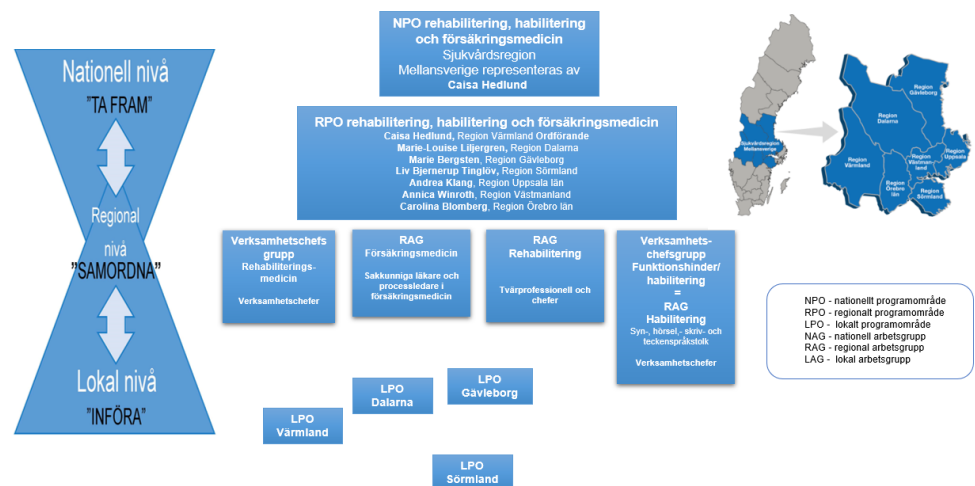 Nationell nivå
"TA FRAM"
Regional
nivå
"SAMORDNA"
Lokal nivå
"INFÖRA"
NPO rehabilitering, habilitering
och försäkringsmedicin
Sjukvårdsregion
Mellansverige representeras av
Caisa Hedlund
RPO rehabilitering, habilitering och försäkringsmedicin
Caisa Hedlund, Region Värmland Ordförande
Marie-Louise Liljergren, Region Dalarna
Marie Bergsten, Region Gävleborg
Liv Bjernerup Tinglöv, Region Sörmland
Andrea Klang, Region Uppsala län
Annica Winroth, Region Västmanland
Carolina Blomberg, Region Örebro län
Verksamhetschefs
grupp
Rehabiliterings-
medicin
Verksamhetschefer
RAG
Försäkringsmedicin
Sakkunniga läkare och
processledare i
försäkringsmedicin
RAG
Rehabilitering
Tvärprofessionell och
chefer
Verksamhets-
chefsgrupp
Funktionshinder/
habilitering
=
RAG
Habilitering
Syn-, hörsel,- skriv- och
teckenspråkstolk
Verksamhetschefer
LPO
Värmland
LPO
Dalarna
LPO
Gävleborg
LPO
Sörmland
Sjukvårdsregion
Mellansverige
Region
Gävleborg
Region
Dalarna
Region
Värmland
Region
Västman-
land
Region
Uppsala
län
Region
Örebro
län
Region
Sörmland
NPO - nationellt programområde
RPO - regionalt programområde
LPO - lokalt programområde
NAG - nationell arbetsgrupp
RAG - regional arbetsgrupp
LAG - lokal arbetsgrupp